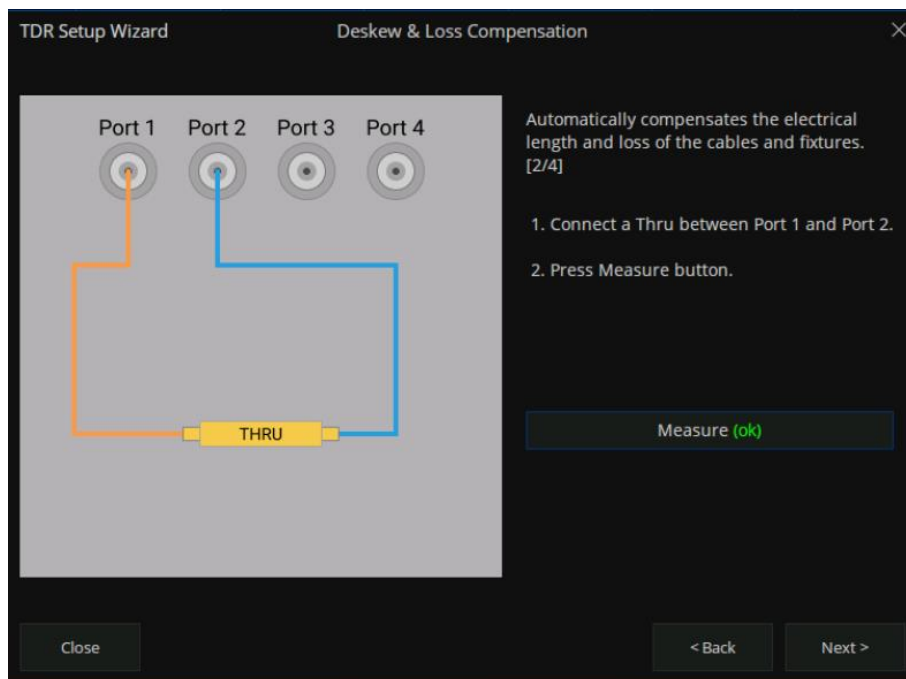 TDR Setup Wizard
Deskew & Loss Compensation
Port 1 Port 2 Port 3 Port 4
THRU
Automatically compensates the electrical
length and loss of the cables and fixtures.
[2/4]
1. Connect a Thru between Port 1 and Port 2.
2. Press Measure button.
Measure (ok)
Close
< Back
Next >